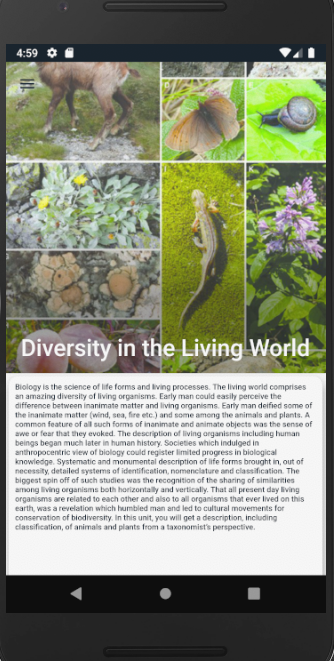 4:59
Diversity in the Living World
Biology is the science of life forms and living processes. The living world comprises
an amazing diversity of living organisms. Early man could easily perceive the
difference between inanimate matter and living organisms. Early man deified some of
the inanimate matter (wind, sea, fire etc.) and some among the animals and plants. A
common feature of all such forms of inanimate and animate objects was the sense of
awe or fear that they evoked. The description of living organisms including human
beings began much later in human history. Societies which indulged in
anthropocentric view of biology could register limited progress in biological
knowledge. Systematic and monumental description of life forms brought in, out of
necessity, detailed systems of identification, nomenclature and classification. The
biggest spin off of such studies was the recognition of the sharing of similarities
among living organisms both horizontally and vertically. That all present day living
organisms are related to each other and also to all organisms that ever lived on this
earth, was a revelation which humbled man and led to cultural movements for
conservation of biodiversity. In this unit, you will get a description, including
classification, of animals and plants from a taxonomist's perspective.